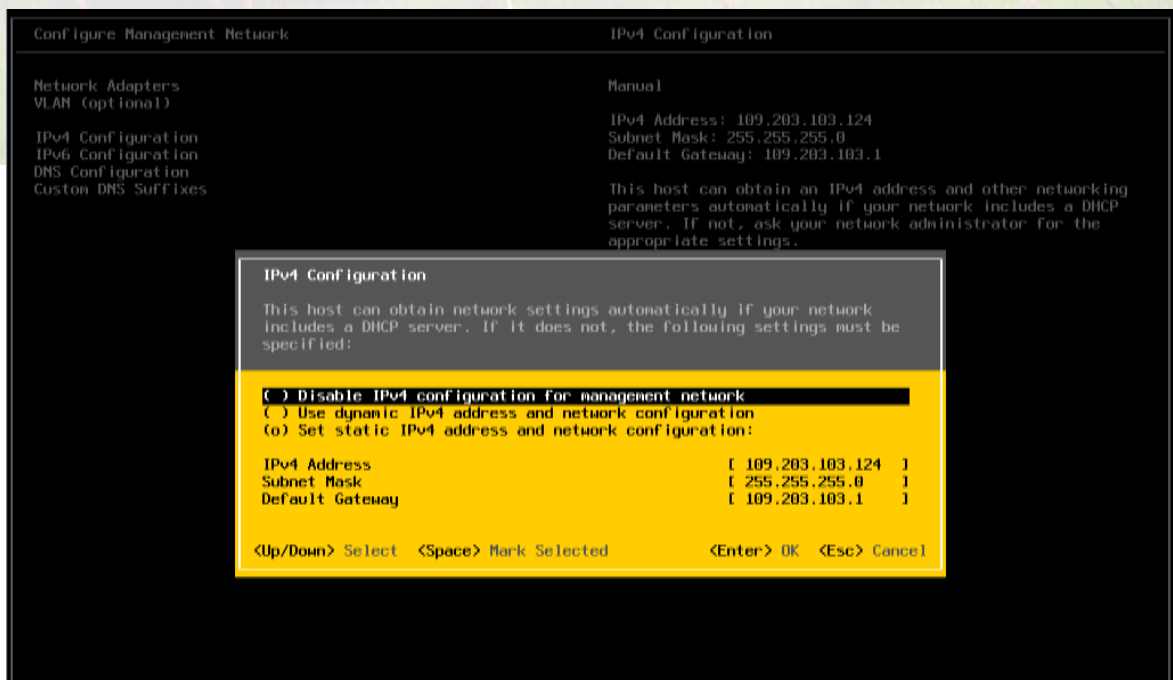 Configure Management Network
IPv4 Configuration
Network Adapters
VLAN (optional)
IPv4 Configuration
IPv6 Configuration
DNS Configuration
Custom DNS Suffixes
Manual
IPv4 Address: 109.203.103.124
Subnet Mask: 255.255.255.0
Default Gateway: 109.203.103.1
This host can obtain an IPv4 address and other networking
parameters automatically if your network includes a DHCP
server. If not, ask your network administrator for the
appropriate settings.
IPv4 Configuration
This host can obtain network settings automatically if your network
includes a DHCP server. If it does not, the following settings must be
specified:
( ) Disable IPv4 configuration for management network
( ) Use dynamic IPv4 address and network configuration
(o) Set static IPv4 address and network configuration:
IPv4 Address [ 109.203.103.124 ]
Subnet Mask [ 255.255.255.0 ]
Default Gateway [ 109.203.103.1 ]
<Up/Down> Select <Space> Mark Selected <Enter> OK <Esc> Cancel